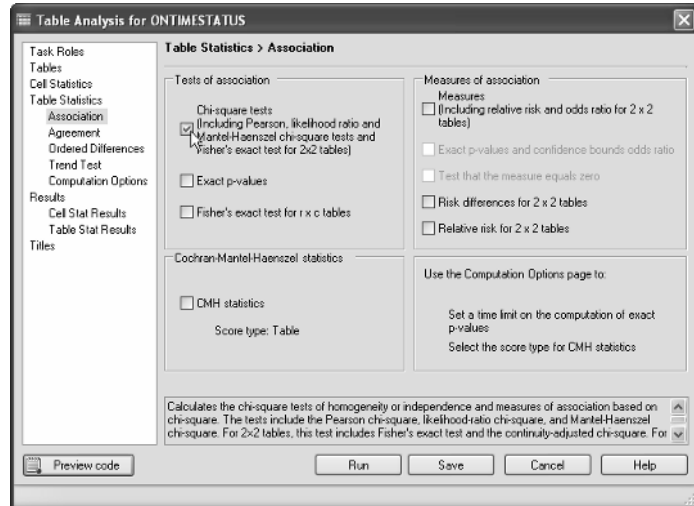 Table Analysis for ONTIMESTATUS
Task Roles
Tables
Cell Statistics
Table Statistics
Association
Agreement
Ordered Differences
Trend Test
Computation Options
Results
Cell Stat Results
Table Stat Results
Titles
Table Statistics > Association
Tests of association
Chi-square tests
(Including Pearson, likelihood ratio and
Mantel-Haenszel chi-square tests and
Fisher's exact test for 2x2 tables)
Exact p-values
Fisher's exact test for r x c tables
Measures of association
Measures
(Including relative risk and odds ratio for 2 x 2
tables)
Exact p-values and confidence bounds odds ratio
Test that the measure equals zero
Risk differences for 2 x 2 tables
Relative risk for 2 x 2 tables
Cochran-Mantel-Haenszel statistics
CMH statistics
Score type: Table
Use the Computation Options page to:
Set a time limit on the computation of exact
p-values
Select the score type for CMH statistics
Calculates the chi-square tests of homogeneity or independence and measures of association based on
chi-square. The tests include the Pearson chi-square, likelihood-ratio chi-square, and Mantel-Haenszel
chi-square. For 2×2 tables, this test includes Fisher's exact test and the continuity-adjusted chi-square. For
Preview code
Run
Save
Cancel
Help